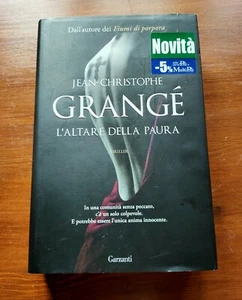 Dall'autore dei Fiumi di porpora
Novità
-5%
JEAN-CHRISTOPHE
GRANGÉ
L'ALTARE DELLA PAURA
THRILLER
In una comunità senza peccato,
c'è un solo colpevole.
E potrebbe essere l'unica anima innocente.
Garzanti